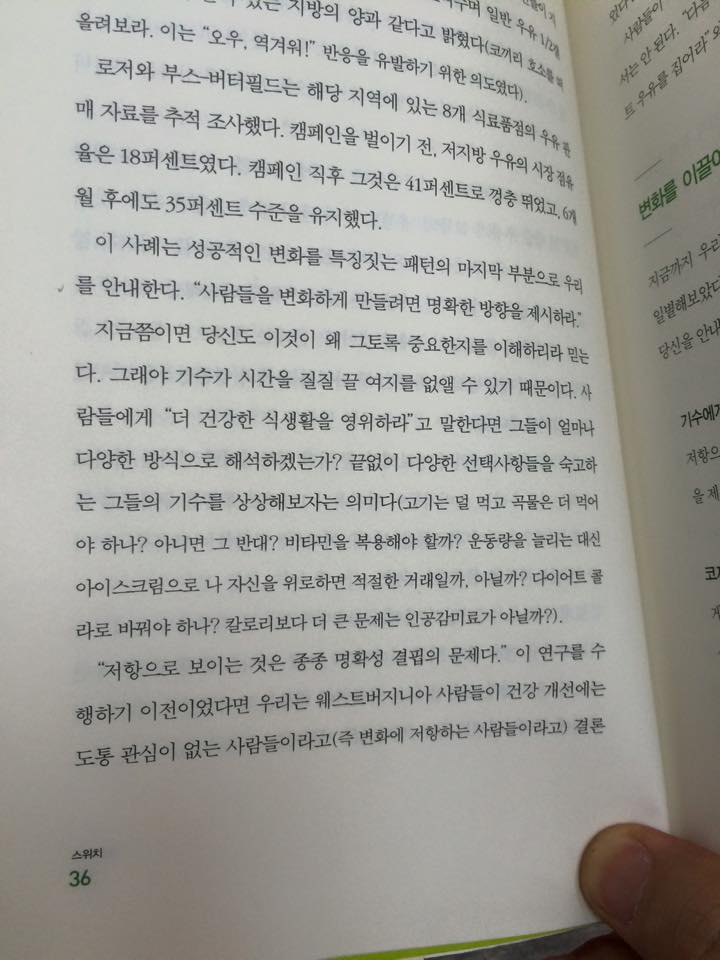 있는 지방의 양과 같다고 밝혔다(코끼리 호소를 떠
올려보라. 이는 “오우, 역겨워!” 반응을 유발하기 위한 의도였다).
로저와 부스–버터필드는 해당 지역에 있는 8개 식료품점의 우유 판
매 자료를 추적 조사했다. 캠페인을 벌이기 전, 저지방 우유의 시장 점유
율은 18퍼센트였다. 캠페인 직후 그것은 41퍼센트로 껑충 뛰었고, 6개
월 후에도 35퍼센트 수준을 유지했다.
이 사례는 성공적인 변화를 특징짓는 패턴의 마지막 부분으로 우리
를 안내한다. “사람들을 변화하게 만들려면 명확한 방향을 제시하라.”
지금쯤이면 당신도 이것이 왜 그토록 중요한지를 이해하리라 믿는
다. 그래야 기수가 시간을 질질 끌 여지를 없앨 수 있기 때문이다. 사
람들에게 “더 건강한 식생활을 영위하라”고 말한다면 그들이 얼마나
다양한 방식으로 해석하겠는가? 끝없이 다양한 선택사항들을 숙고하
는 그들의 기수를 상상해보자는 의미다(고기는 덜 먹고 곡물은 더 먹어
야 하나? 아니면 그 반대? 비타민을 복용해야 할까? 운동량을 늘리는 대신
아이스크림으로 나 자신을 위로하면 적절한 거래일까, 아닐까? 다이어트 콜
라로 바꿔야 하나? 칼로리보다 더 큰 문제는 인공감미료가 아닐까?).
“저항으로 보이는 것은 종종 명확성 결핍의 문제다.” 이 연구를 수
행하기 이전이었다면 우리는 웨스트버지니아 사람들이 건강 개선에는
도통 관심이 없는 사람들이라고(즉 변화에 저항하는 사람들이라고) 결론
스위치
36
사람들이
서는 안 된다. ‘다음
트 우유를 집어라”와
변화를 이끌어
지금까지 우리
일별해보았다
당신을 안내
기수에게
저항으
을 제